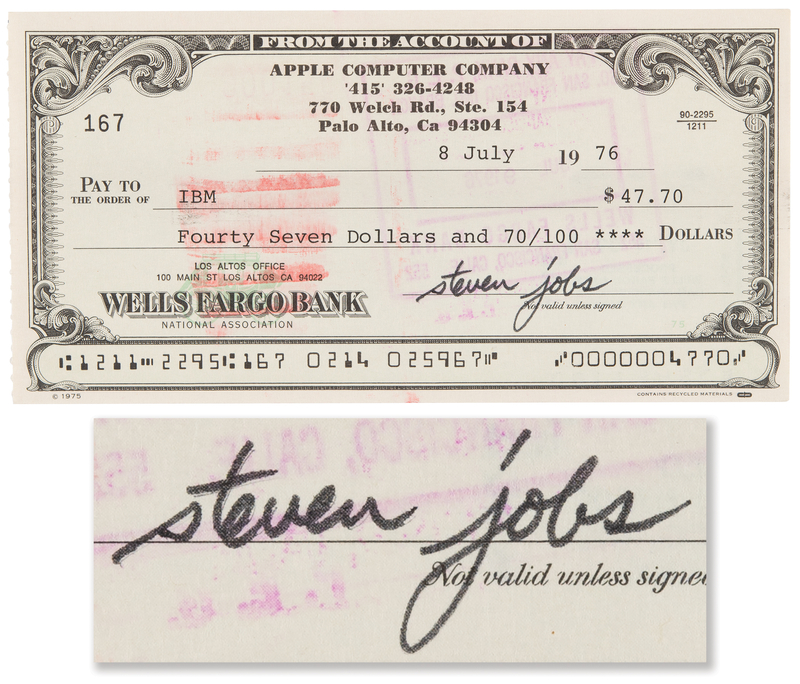 FROM THE ACCOUNT OF
APPLE COMPUTER COMPANY
'415' 326-4248
770 Welch Rd., Ste. 154
Palo Alto, Ca 94304
167
90-2295
1211
8 July 19 76
PAY TO
THE ORDER OF IBM $ 47.70
Fourty Seven Dollars and 70/100 **** DOLLARS
LOS ALTOS OFFICE
100 MAIN ST LOS ALTOS CA 94022
WELLS FARGO BANK
NATIONAL ASSOCIATION
steven jobs
Not valid unless signed
⑆1211⑉2295⑆167 0214 025967⑈ ⑇0000004770⑇
© 1975
CONTAINS RECYCLED MATERIALS
steven jobs
Not valid unless signe